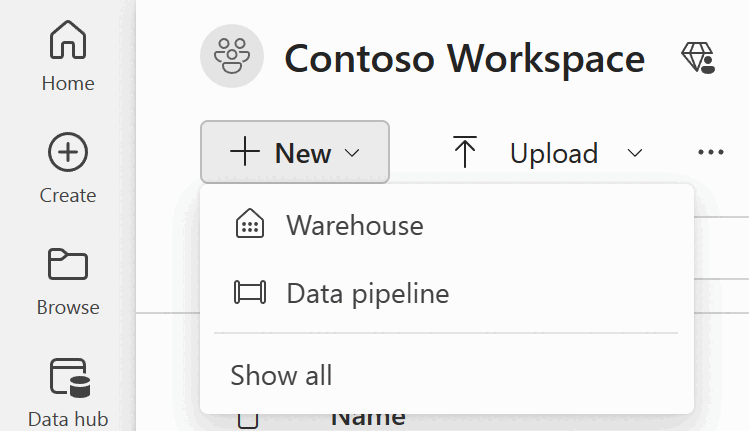 Home
Create
Browse
Data hub
Contoso Workspace
New
Upload
Warehouse
Data pipeline
Show all
Name